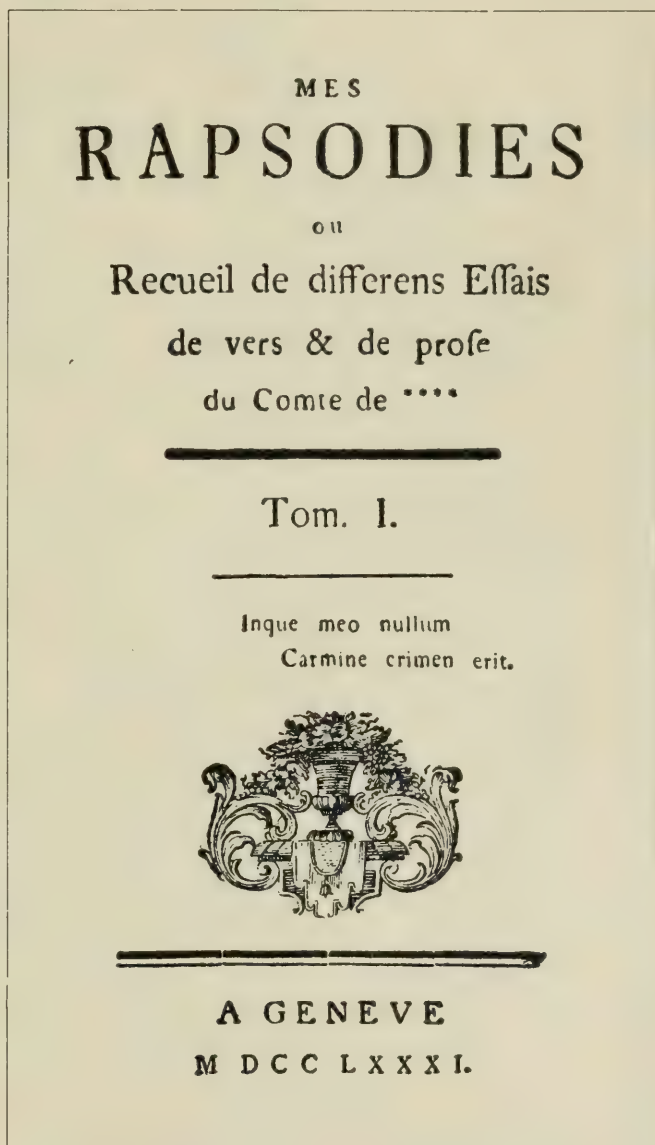 MES
RAPSODIES
ou
Recueil de differens Eſſais
de vers & de proſe
du Comte de ****
Tom. I.
Inque meo nullum
Carmine crimen erit.
A GENEVE
M DCC LXXXI.